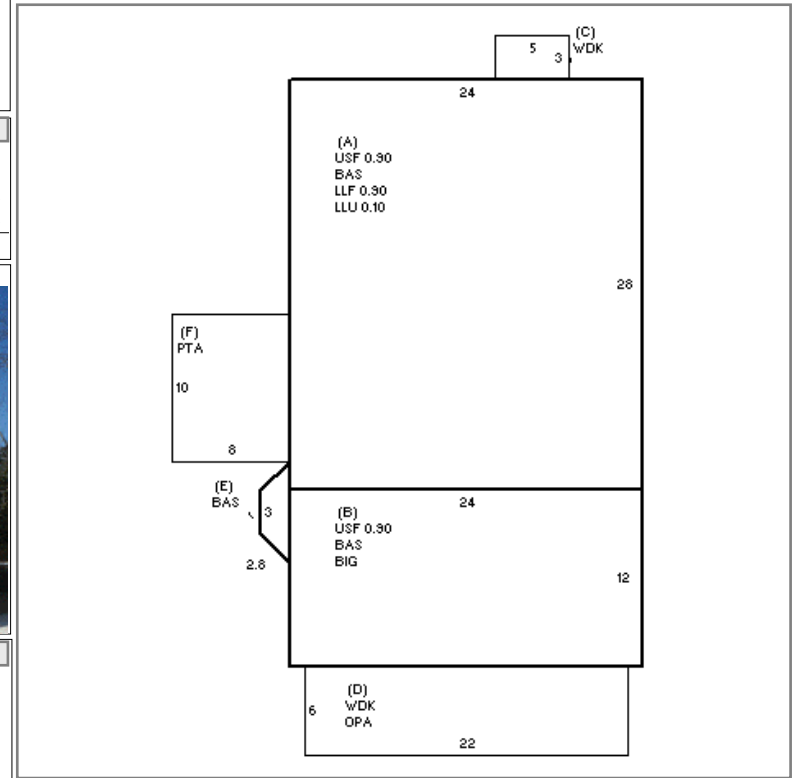 (C)
WDK
5
3
24
(A)
USF 0.90
BAS
LLF 0.90
LLU 0.10
28
(F)
PTA
10
8
(E)
BAS
3
2.8
24
(B)
USF 0.90
BAS
BIG
12
(D)
WDK
OPA
6
22